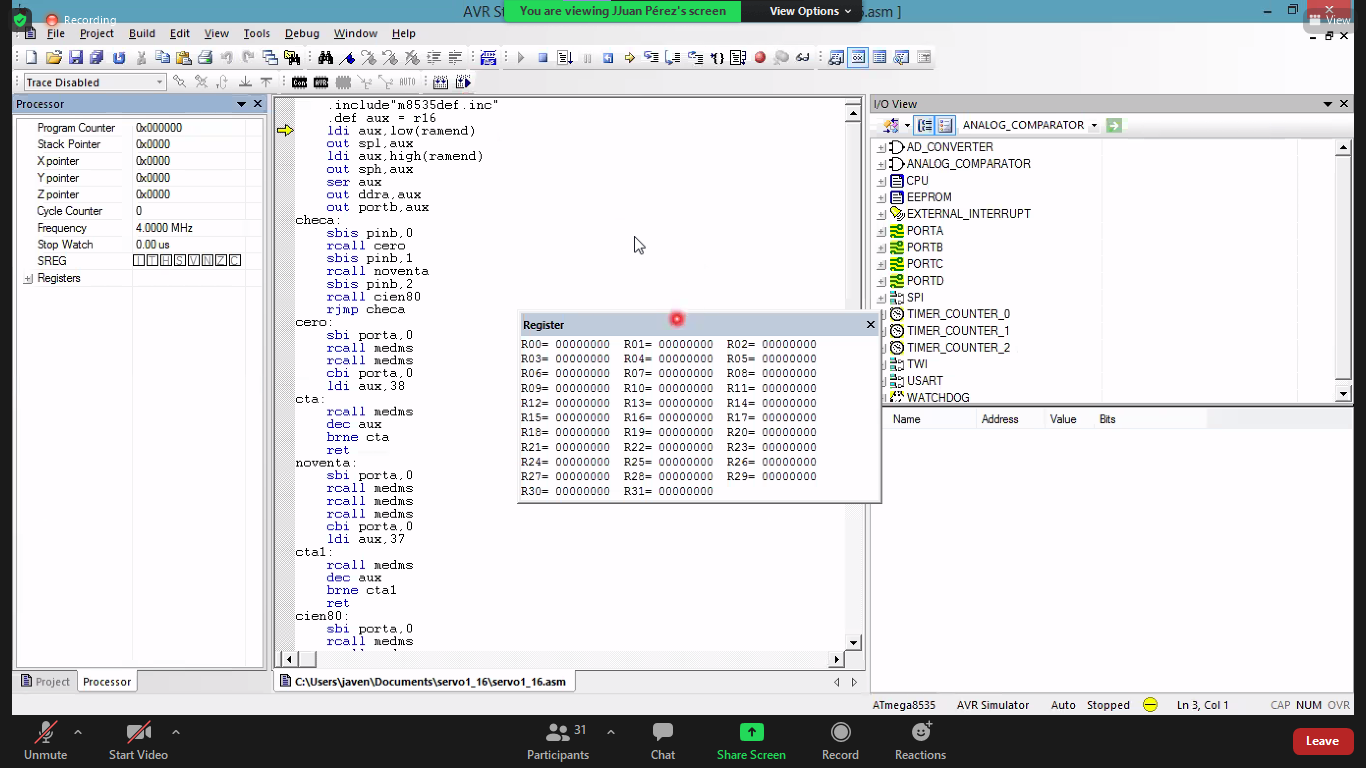 Recording
AVR St
You are viewing JJuan Pérez's screen
View Options
6.asm ]
View
File Project Build Edit View Tools Debug Window Help
Trace Disabled
AUTO
Processor
Program Counter 0x000000
Stack Pointer 0x0000
X pointer 0x0000
Y pointer 0x0000
Z pointer 0x0000
Cycle Counter 0
Frequency 4.0000 MHz
Stop Watch 0.00 us
SREG I T H S V N Z C
Registers
.include"m8535def.inc"
.def aux = r16
ldi aux,low(ramend)
out spl,aux
ldi aux,high(ramend)
out sph,aux
ser aux
out ddra,aux
out portb,aux
checa:
sbis pinb,0
rcall cero
sbis pinb,1
rcall noventa
sbis pinb,2
rcall cien80
rjmp checa
cero:
sbi porta,0
rcall medms
rcall medms
cbi porta,0
ldi aux,38
cta:
rcall medms
dec aux
brne cta
ret
noventa:
sbi porta,0
rcall medms
rcall medms
rcall medms
cbi porta,0
ldi aux,37
cta1:
rcall medms
dec aux
brne cta1
ret
cien80:
sbi porta,0
rcall medms
Register
R00= 00000000 R01= 00000000 R02= 00000000
R03= 00000000 R04= 00000000 R05= 00000000
R06= 00000000 R07= 00000000 R08= 00000000
R09= 00000000 R10= 00000000 R11= 00000000
R12= 00000000 R13= 00000000 R14= 00000000
R15= 00000000 R16= 00000000 R17= 00000000
R18= 00000000 R19= 00000000 R20= 00000000
R21= 00000000 R22= 00000000 R23= 00000000
R24= 00000000 R25= 00000000 R26= 00000000
R27= 00000000 R28= 00000000 R29= 00000000
R30= 00000000 R31= 00000000
I/O View
ANALOG_COMPARATOR
AD_CONVERTER
ANALOG_COMPARATOR
CPU
EEPROM
EXTERNAL_INTERRUPT
PORTA
PORTB
PORTC
PORTD
SPI
TIMER_COUNTER_0
TIMER_COUNTER_1
TIMER_COUNTER_2
TWI
USART
WATCHDOG
Name Address Value Bits
Project Processor
C:\Users\javen\Documents\servo1_16\servo1_16.asm
ATmega8535 AVR Simulator Auto Stopped Ln 3, Col 1 CAP NUM OVR
Unmute
Start Video
Participants
31
Chat
Share Screen
Record
Reactions
Leave